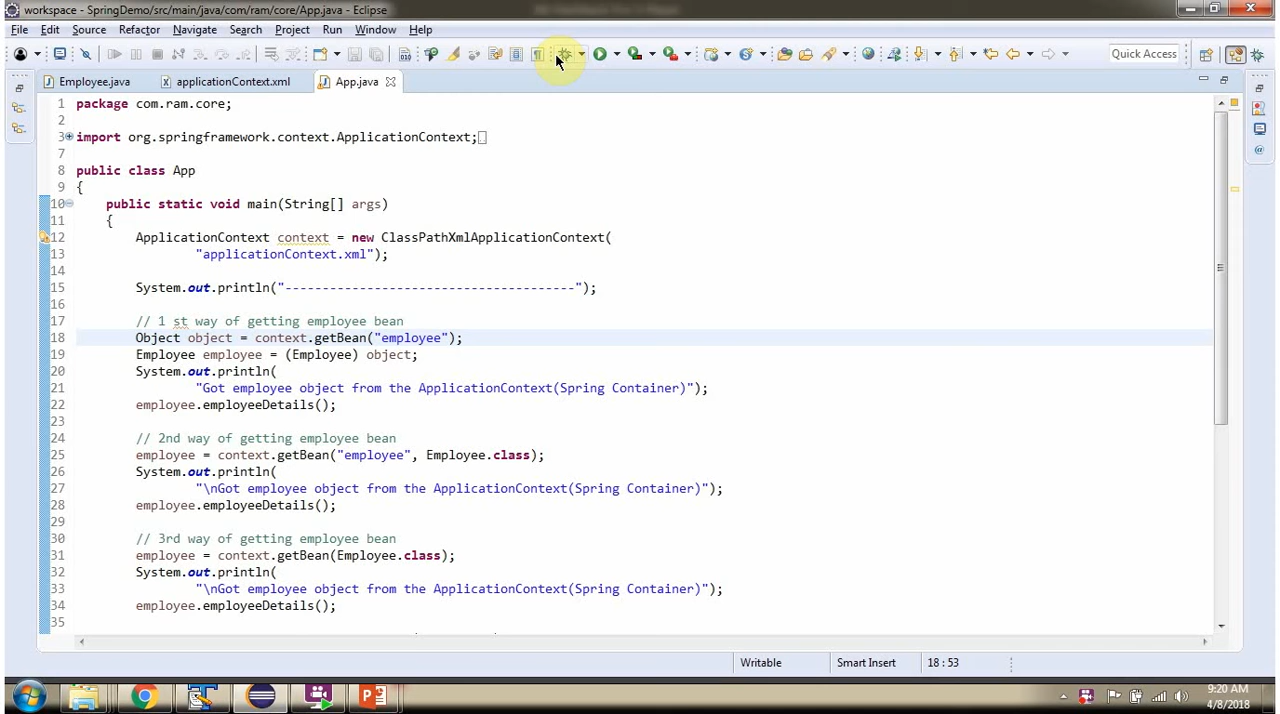 workspace - SpringDemo/src/main/java/com/ram/core/App.java - Eclipse
File Edit Source Refactor Navigate Search Project Run Window Help
Quick Access
Employee.java applicationContext.xml App.java
1 package com.ram.core;
2
3 import org.springframework.context.ApplicationContext;
7
8 public class App
9 {
10 public static void main(String[] args)
11 {
12 ApplicationContext context = new ClassPathXmlApplicationContext(
13 "applicationContext.xml");
14
15 System.out.println("---------------------------------------");
16
17 // 1 st way of getting employee bean
18 Object object = context.getBean("employee");
19 Employee employee = (Employee) object;
20 System.out.println(
21 "Got employee object from the ApplicationContext(Spring Container)");
22 employee.employeeDetails();
23
24 // 2nd way of getting employee bean
25 employee = context.getBean("employee", Employee.class);
26 System.out.println(
27 "\nGot employee object from the ApplicationContext(Spring Container)");
28 employee.employeeDetails();
29
30 // 3rd way of getting employee bean
31 employee = context.getBean(Employee.class);
32 System.out.println(
33 "\nGot employee object from the ApplicationContext(Spring Container)");
34 employee.employeeDetails();
35
Writable Smart Insert 18 : 53
9:20 AM
4/8/2018